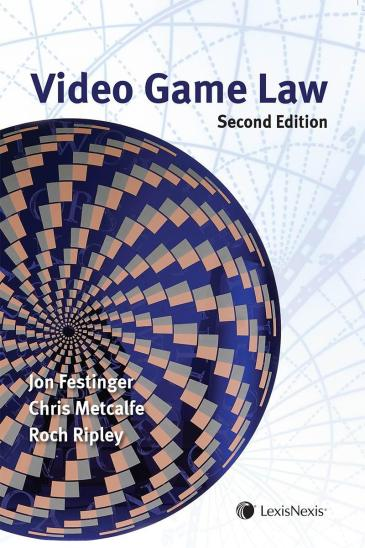 Video Game Law
Second Edition
Jon Festinger
Chris Metcalfe
Roch Ripley
LexisNexis®